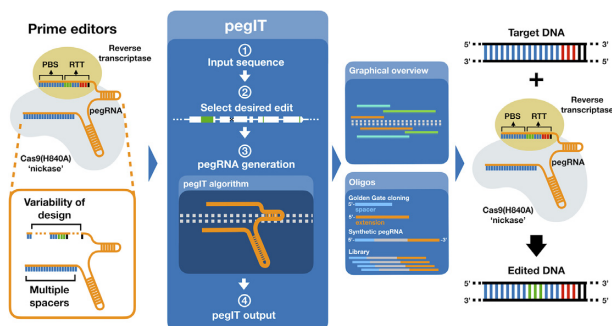 Prime editors
PBS
RTT
Reverse
transcriptase
pegRNA
Cas9(H840A)
'nickase'
Variability
of design
Multiple
spacers
pegIT
1
Input sequence
2
Select desired edit
3
pegRNA generation
pegIT algorithm
4
pegIT output
Graphical overview
Oligos
Golden Gate cloning
5'- spacer
5'- extension
Synthetic pegRNA
5'- -3'
Library
Target DNA
5' 3'
5' 3'
+
PBS
RTT
Reverse
transcriptase
pegRNA
Cas9(H840A)
'nickase'
Edited DNA
5' 3'
5' 3'